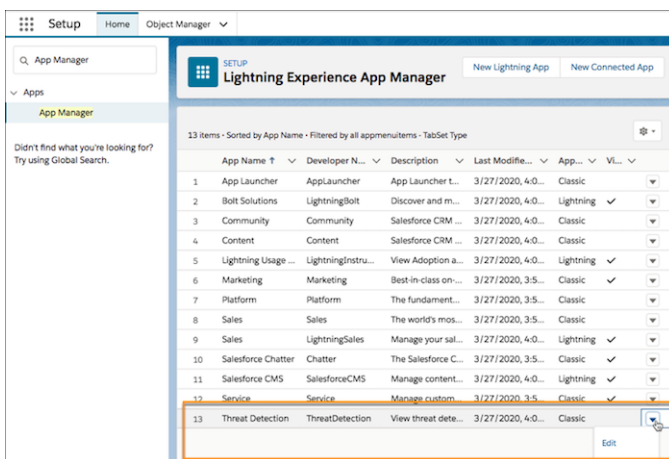 Setup Home Object Manager
App Manager
Apps
App Manager
Didn't find what you're looking for?
Try using Global Search.
SETUP
Lightning Experience App Manager
New Lightning App New Connected App
13 items • Sorted by App Name • Filtered by all appmenuitems - TabSet Type
App Name ↑ Developer N... Description Last Modifie... App... Vi...
1 App Launcher AppLauncher App Launcher t... 3/27/2020, 4:0... Classic
2 Bolt Solutions LightningBolt Discover and m... 3/27/2020, 4:0... Lightning ✓
3 Community Community Salesforce CRM ... 3/27/2020, 4:0... Classic
4 Content Content Salesforce CRM ... 3/27/2020, 4:0... Classic
5 Lightning Usage ... LightningInstru... View Adoption a... 3/27/2020, 4:0... Lightning ✓
6 Marketing Marketing Best-in-class on-... 3/27/2020, 3:5... Classic ✓
7 Platform Platform The fundament... 3/27/2020, 3:5... Classic
8 Sales Sales The world's mos... 3/27/2020, 3:5... Classic
9 Sales LightningSales Manage your sal... 3/27/2020, 4:0... Lightning ✓
10 Salesforce Chatter Chatter The Salesforce C... 3/27/2020, 3:5... Classic ✓
11 Salesforce CMS SalesforceCMS Manage content... 3/27/2020, 4:0... Lightning ✓
12 Service Service Manage custom... 3/27/2020, 3:5... Classic ✓
13 Threat Detection ThreatDetection View threat dete... 3/27/2020, 4:0... Classic
Edit